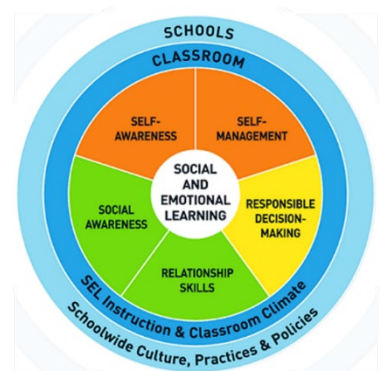 SCHOOLS
CLASSROOM
SELF-
AWARENESS
SELF-
MANAGEMENT
SOCIAL
AND
EMOTIONAL
LEARNING
SOCIAL
AWARENESS
RESPONSIBLE
DECISION-
MAKING
RELATIONSHIP
SKILLS
SEL Instruction & Classroom Climate
Schoolwide Culture, Practices & Policies